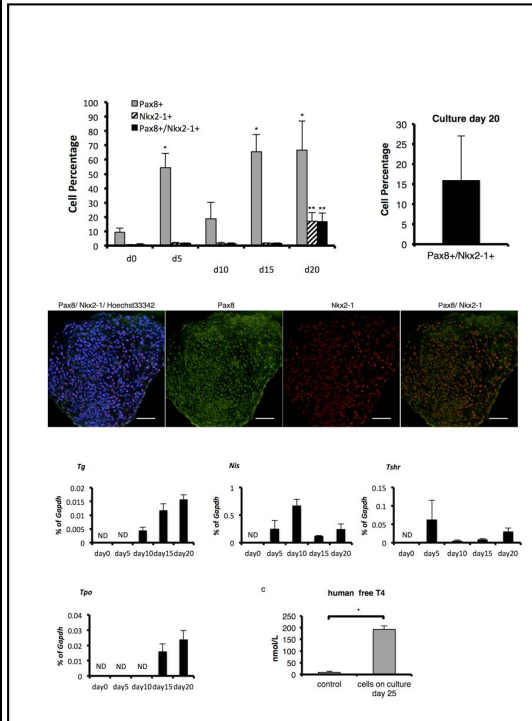 Pax8+
Nkx2-1+
Pax8+/Nkx2-1+
Cell Percentage
100
90
80
70
60
50
40
30
20
10
0
*
*
*
** **
d0 d5 d10 d15 d20
Culture day 20
Cell Percentage
30
25
20
15
10
5
0
Pax8+/Nkx2-1+
Pax8/ Nkx2-1/ Hoechst33342
Pax8
Nkx2-1
Pax8/ Nkx2-1
Tg
% of Gapdh
0.02
0.015
0.01
0.005
0
ND ND
day0 day5 day10 day15 day20
Nis
% of Gapdh
1
0.5
0
ND
day0 day5 day10 day15 day20
Tshr
% of Gapdh
0.15
0.1
0.05
0
ND
day0 day5 day10 day15 day20
Tpo
% of Gapdh
0.04
0.03
0.02
0.01
0
ND ND ND
day0 day5 day10 day15 day20
c
human free T4
nmol/L
250
200
150
100
50
0
*
control
cells on culture
day 25